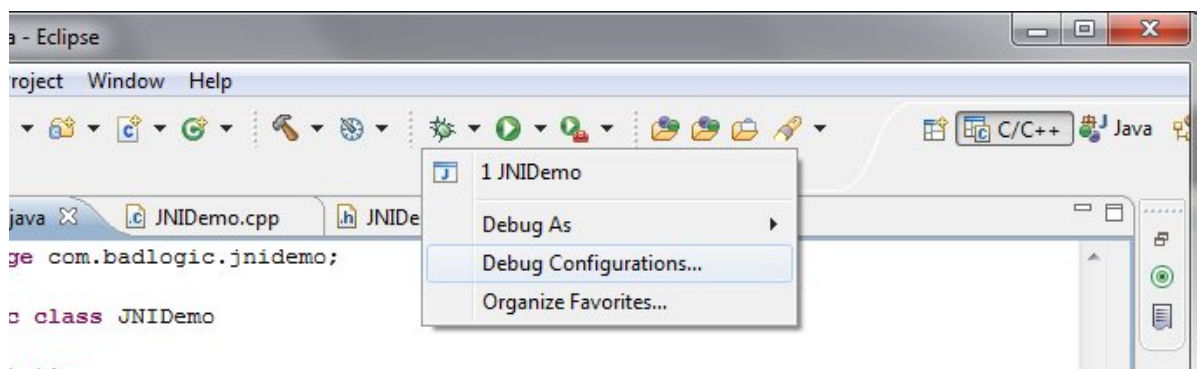 a - Eclipse
roject Window Help
C/C++ Java
1 JNIDemo
java JNIDemo.cpp JNIDe
Debug As
ge com.badlogic.jnidemo;
Debug Configurations...
Organize Favorites...
c class JNIDemo